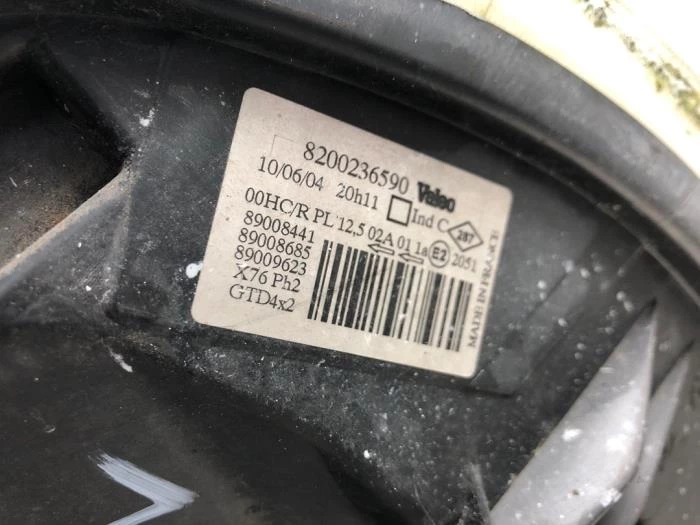 8200236590 Valeo
10/06/04 20h11 Ind C 287
00HC/R PL 12,5 02A 01 1a E2 2051
89008441
89008685
89009623
X76 Ph2
GTD4x2
MADE IN FRANCE